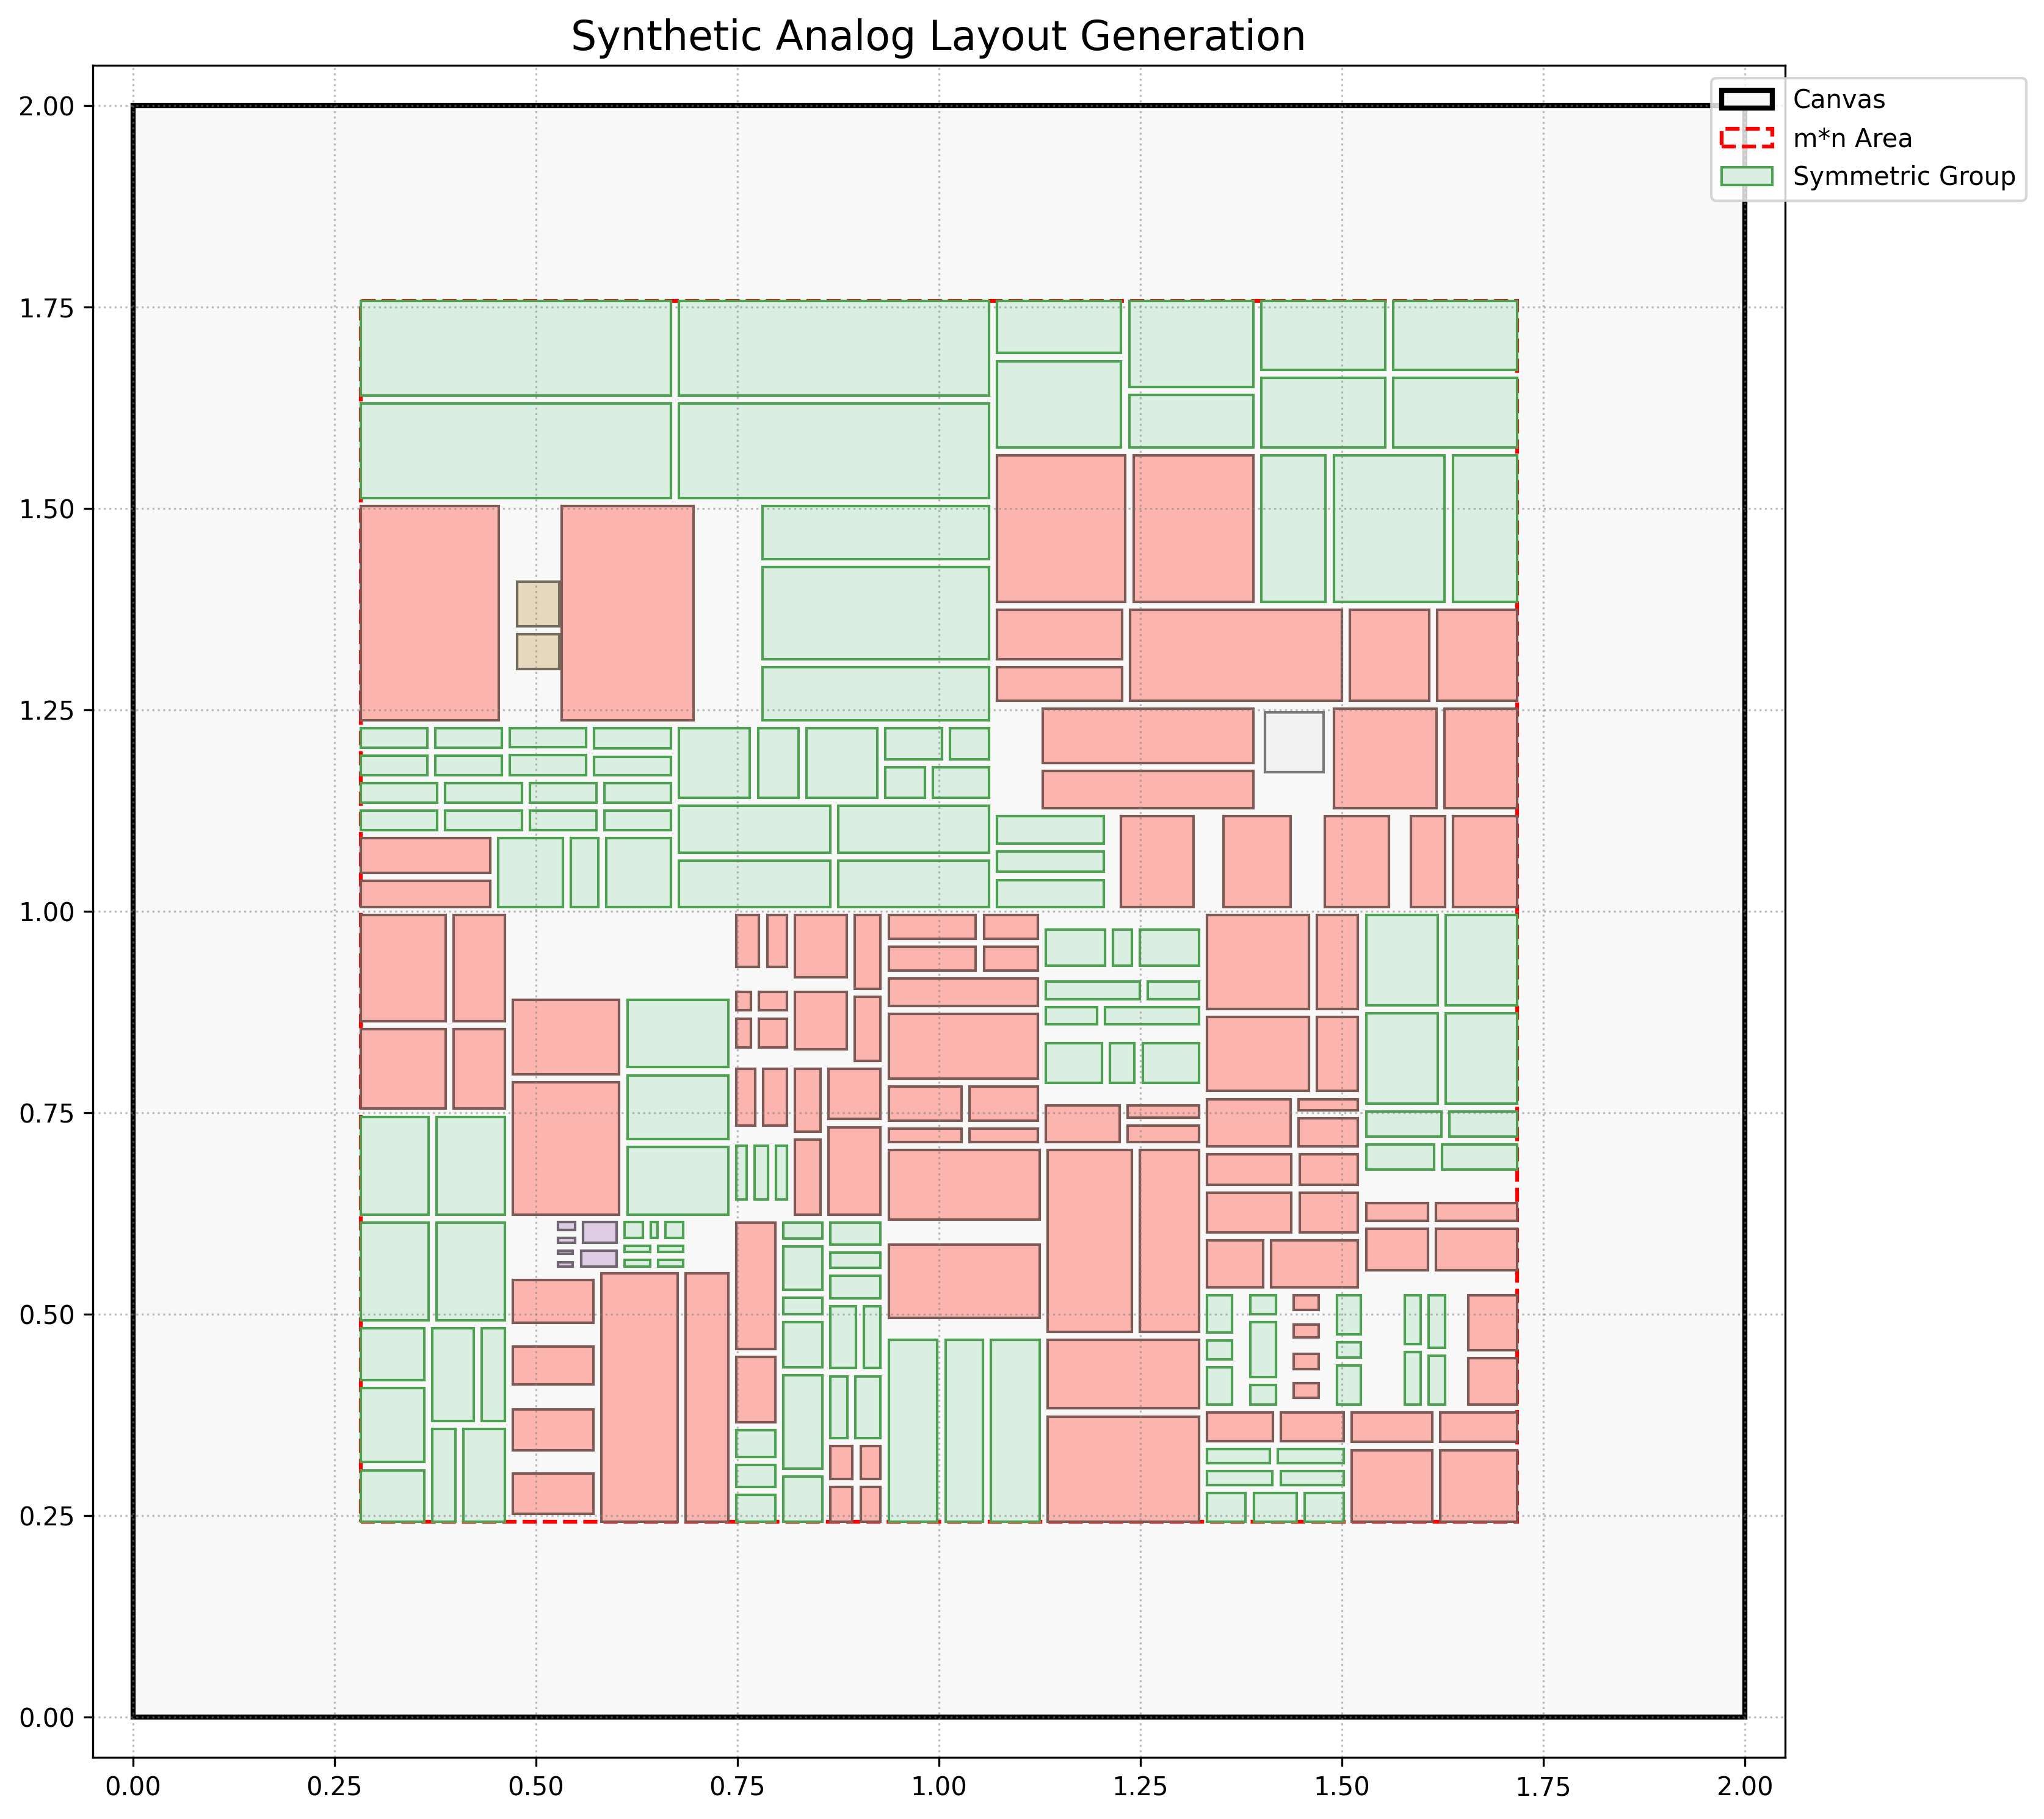 Synthetic Analog Layout Generation
Canvas
m*n Area
Symmetric Group
2.00
1.75
1.50
1.25
1.00
0.75
0.50
0.25
0.00
0.00 0.25 0.50 0.75 1.00 1.25 1.50 1.75 2.00